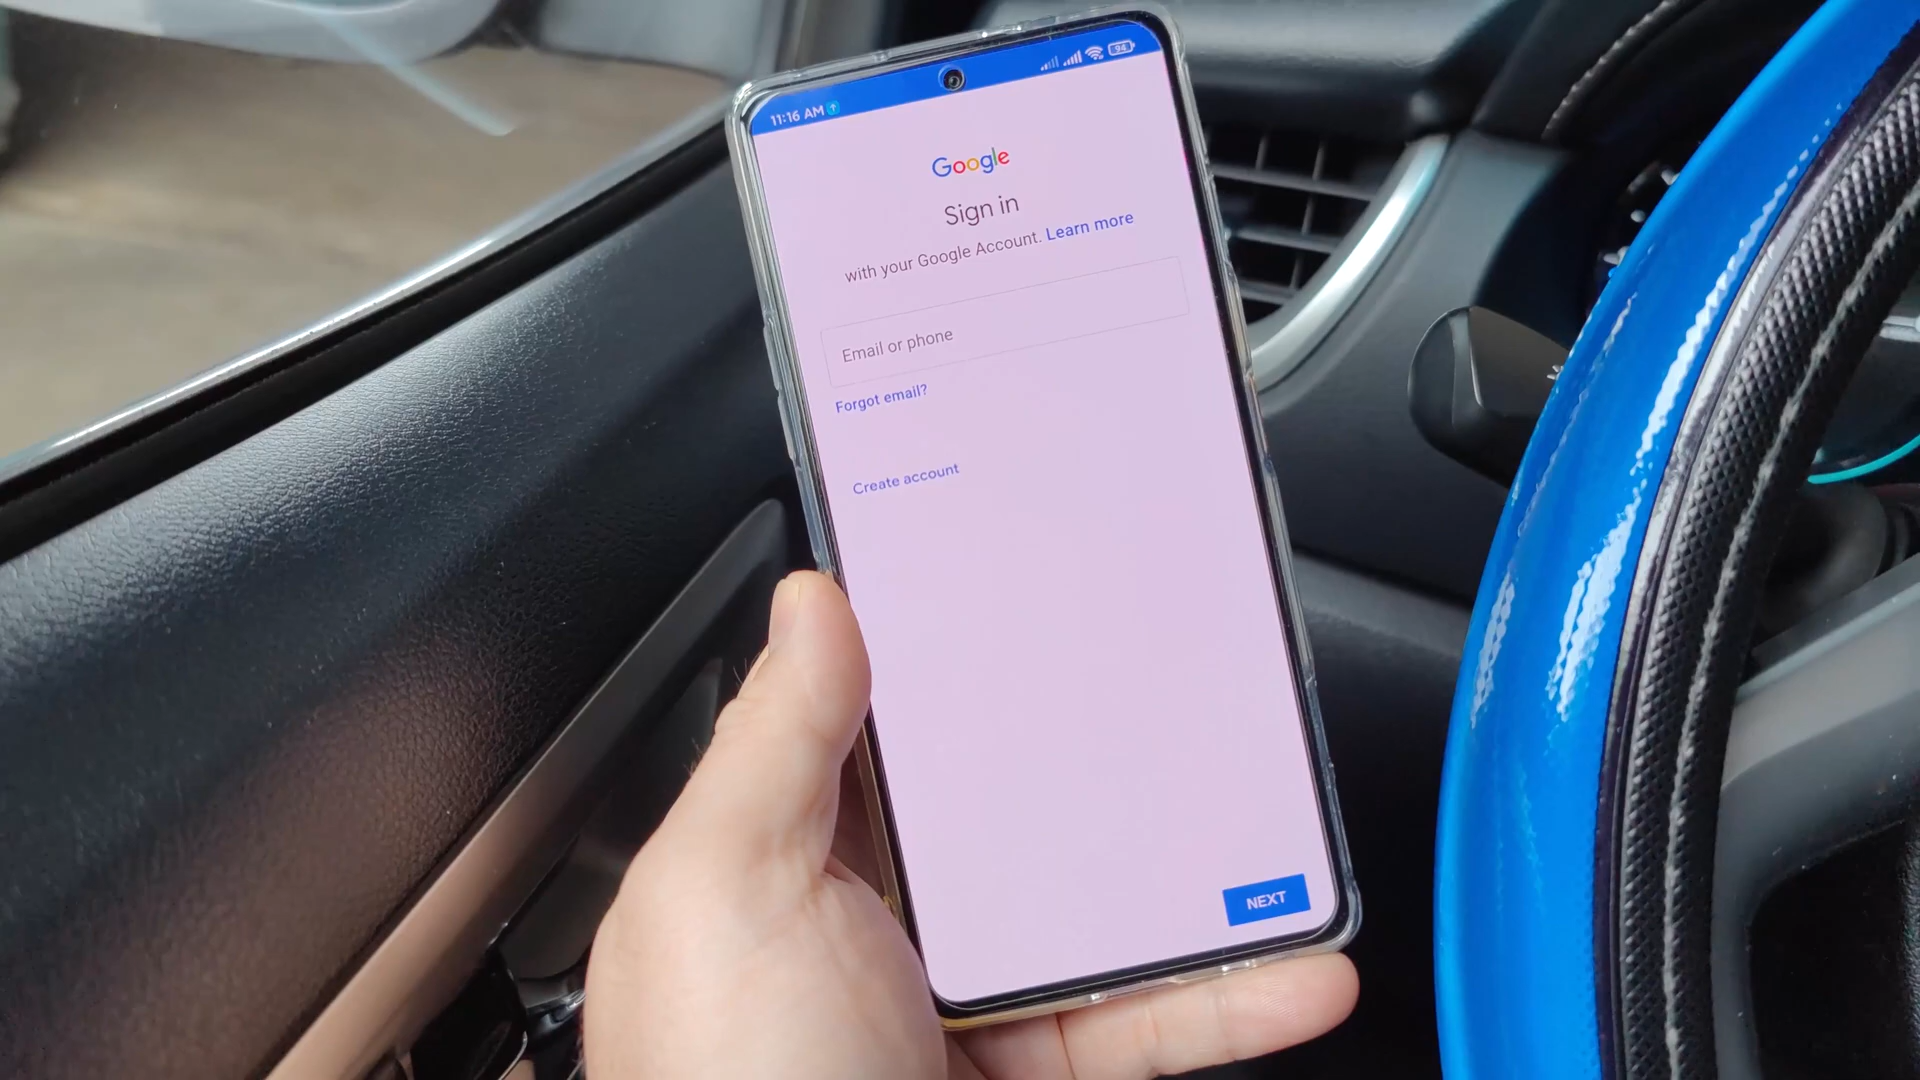 11:16 AM
94
Google
Sign in
with your Google Account. Learn more
Email or phone
Forgot email?
Create account
NEXT